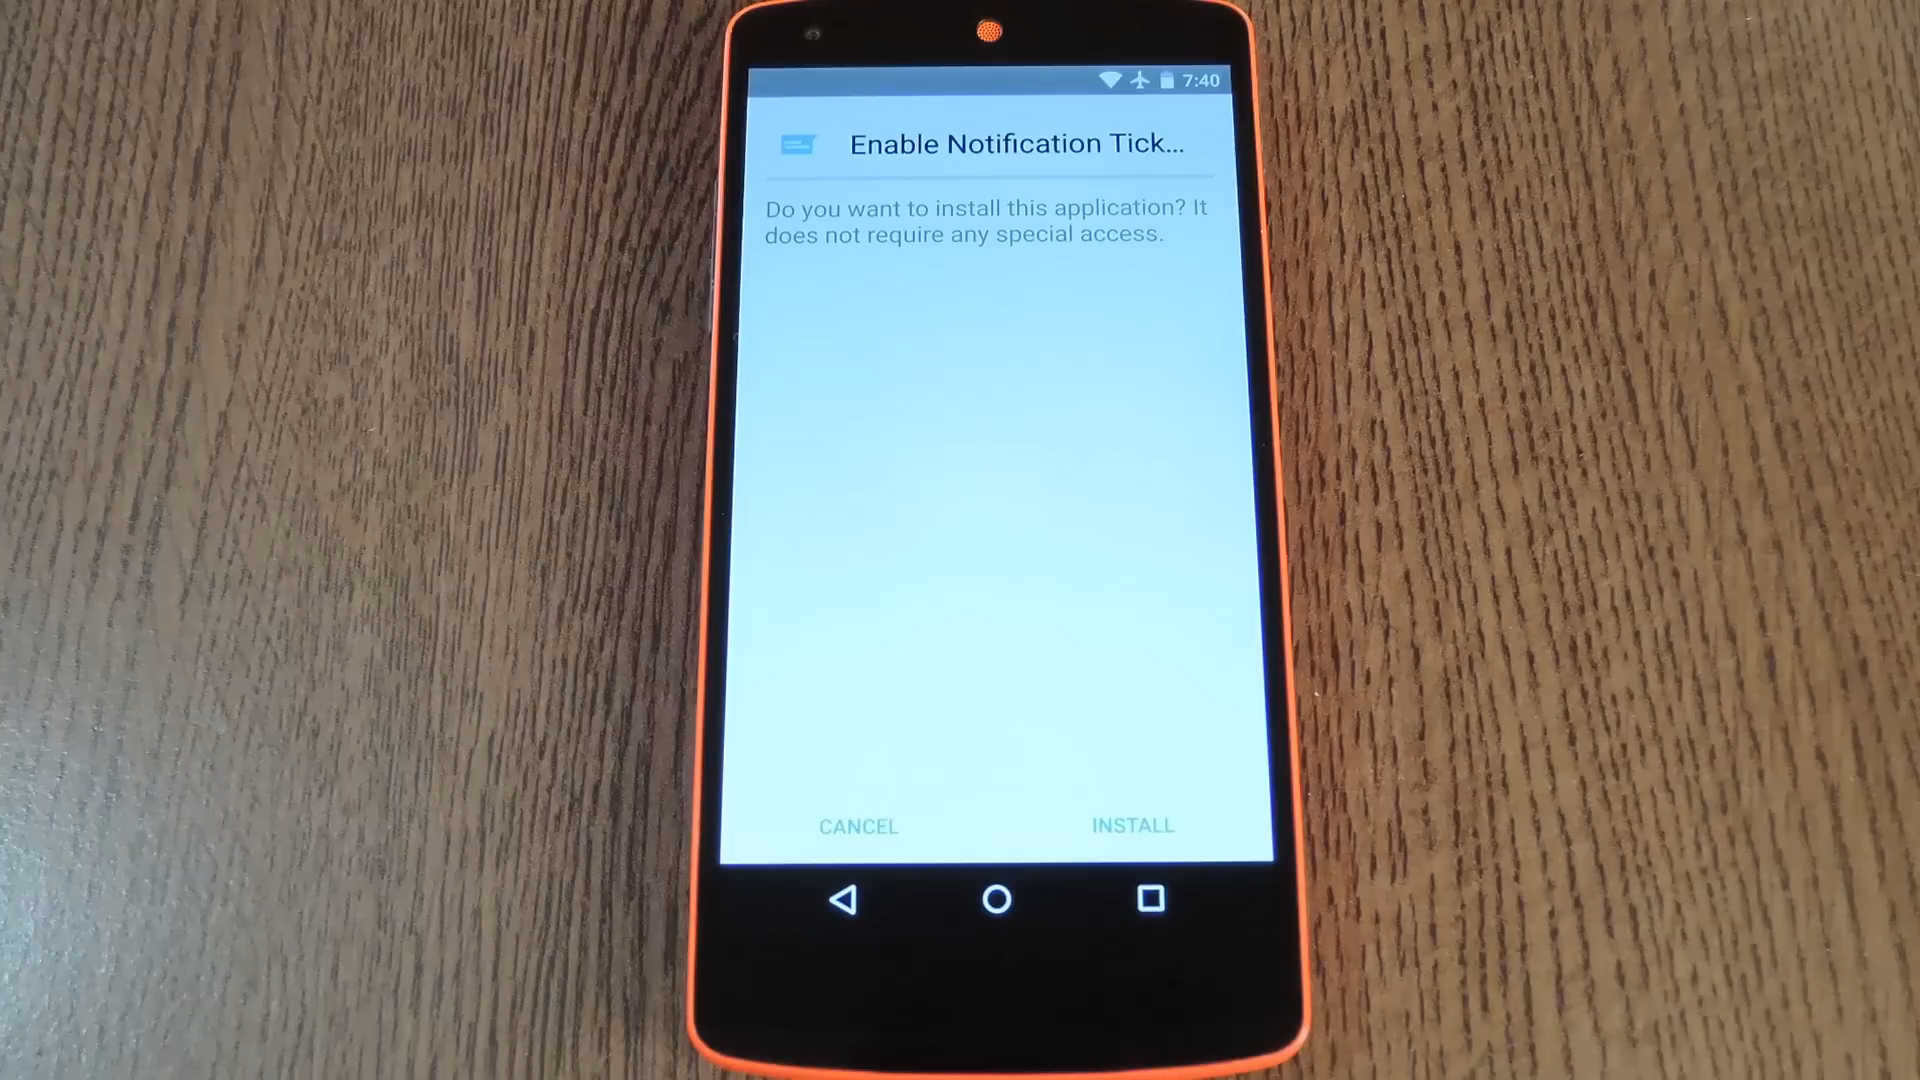 7:40
Enable Notification Tick...
Do you want to install this application? It
does not require any special access.
CANCEL
INSTALL